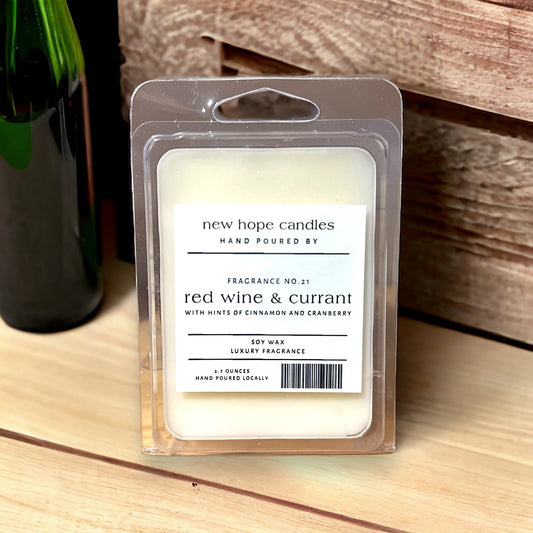 new hope candles
HAND POURED BY
FRAGRANCE NO.21
red wine & currant
WITH HINTS OF CINNAMON AND CRANBERRY
SOY WAX
LUXURY FRAGRANCE
2.7 OUNCES
HAND POURED LOCALLY